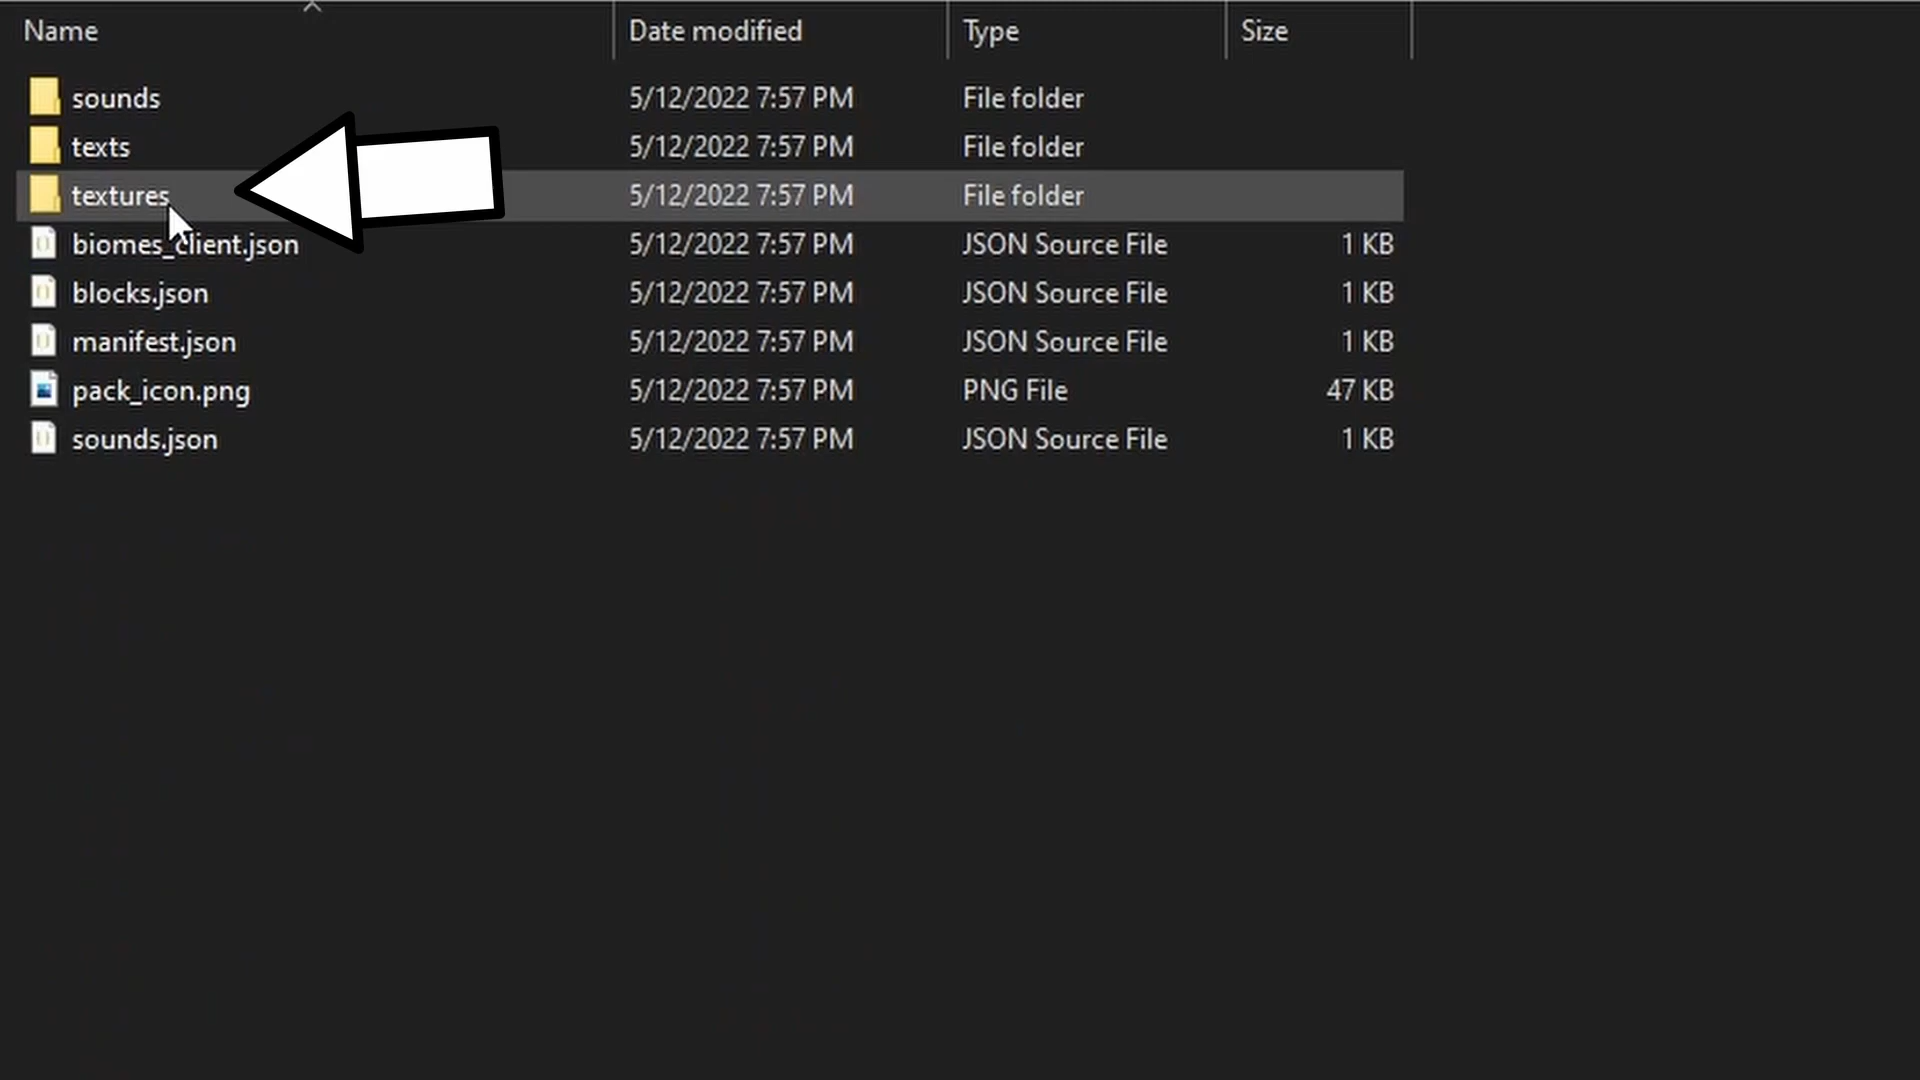 Name Date modified Type Size
sounds 5/12/2022 7:57 PM File folder
texts 5/12/2022 7:57 PM File folder
textures 5/12/2022 7:57 PM File folder
biomes_client.json 5/12/2022 7:57 PM JSON Source File 1 KB
blocks.json 5/12/2022 7:57 PM JSON Source File 1 KB
manifest.json 5/12/2022 7:57 PM JSON Source File 1 KB
pack_icon.png 5/12/2022 7:57 PM PNG File 47 KB
sounds.json 5/12/2022 7:57 PM JSON Source File 1 KB